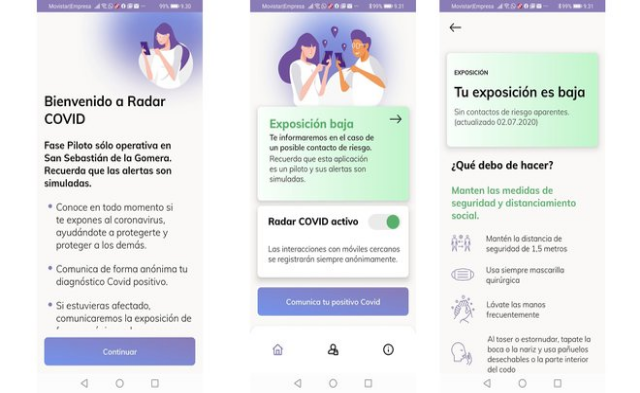 MovistarEmpresa
99% 9:20
Bienvenido a Radar
COVID
Fase Piloto sólo operativa en
San Sebastián de la Gomera.
Recuerda que las alertas son
simuladas.
• Conoce en todo momento si
te expones al coronavirus,
ayudándote a protegerte y
proteger a los demás.
• Comunica de forma anónima tu
diagnóstico Covid positivo.
• Si estuvieras afectado,
comunicaremos la exposición de
Continuar
MovistarEmpresa
99% 9:21
Exposición baja
Te informaremos en el caso de
un posible contacto de riesgo.
Recuerda que esta aplicación
es un piloto y sus alertas son
simuladas.
Radar COVID activo
Las interacciones con móviles cercanos
se registrarán siempre anónimamente.
Comunica tu positivo Covid
MovistarEmpresa
99% 9:21
EXPOSICIÓN
Tu exposición es baja
Sin contactos de riesgo aparentes.
(actualizado 02.07.2020)
¿Qué debo de hacer?
Mantén las medidas de
seguridad y distanciamiento
social.
Mantén la distancia de
seguridad de 1,5 metros
Usa siempre mascarilla
quirúrgica
Lávate las manos
frecuentemente
Al toser o estornudar, tapate la
boca o la nariz y usa pañuelos
desechables o la parte interior
del codo